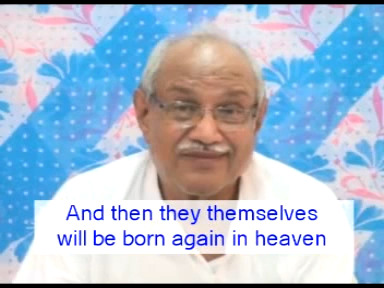 And then they themselves
will be born again in heaven